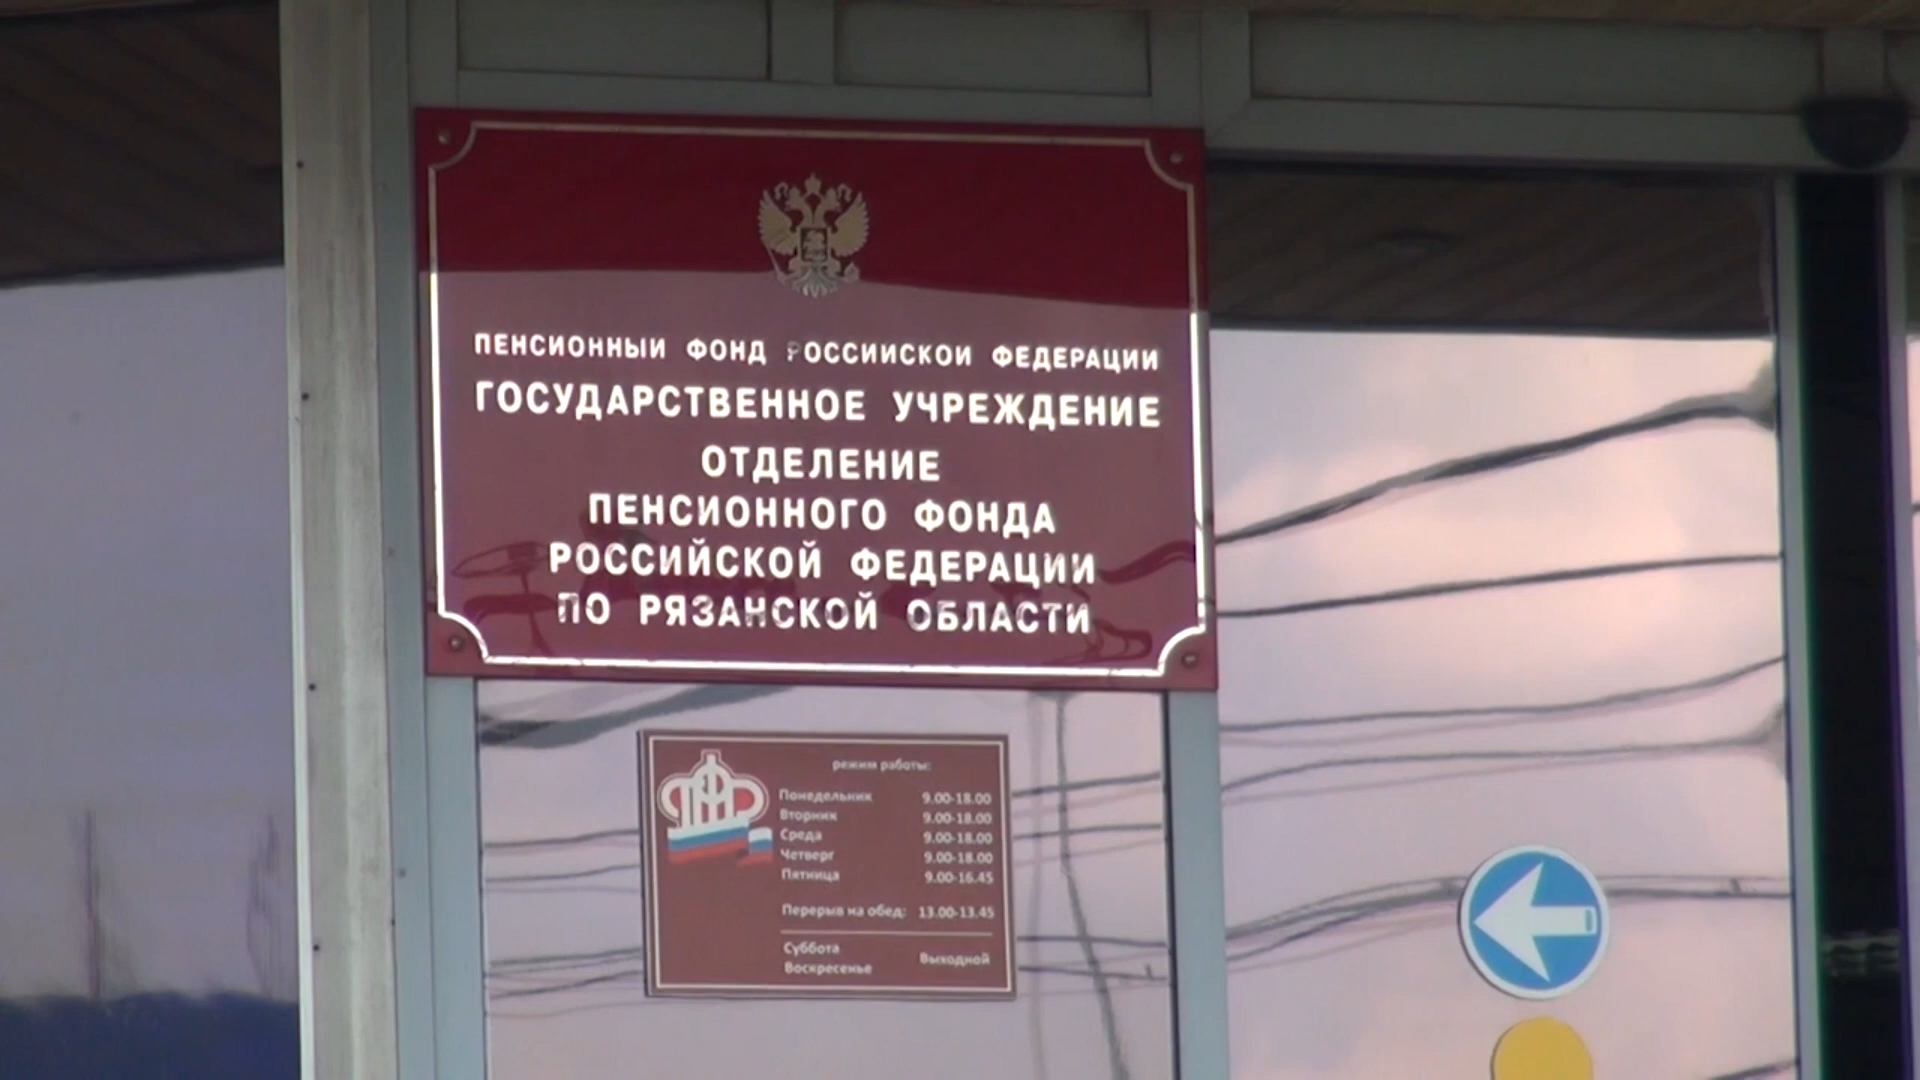 ПЕНСИОННЫЙ ФОНД РОССИЙСКОЙ ФЕДЕРАЦИИ
ГОСУДАРСТВЕННОЕ УЧРЕЖДЕНИЕ
ОТДЕЛЕНИЕ
ПЕНСИОННОГО ФОНДА
РОССИЙСКОЙ ФЕДЕРАЦИИ
ПО РЯЗАНСКОЙ ОБЛАСТИ
режим работы:
Понедельник 9.00-18.00
Вторник 9.00-18.00
Среда 9.00-18.00
Четверг 9.00-18.00
Пятница 9.00-16.45
Перерыв на обед: 13.00-13.45
Суббота
Воскресенье Выходной